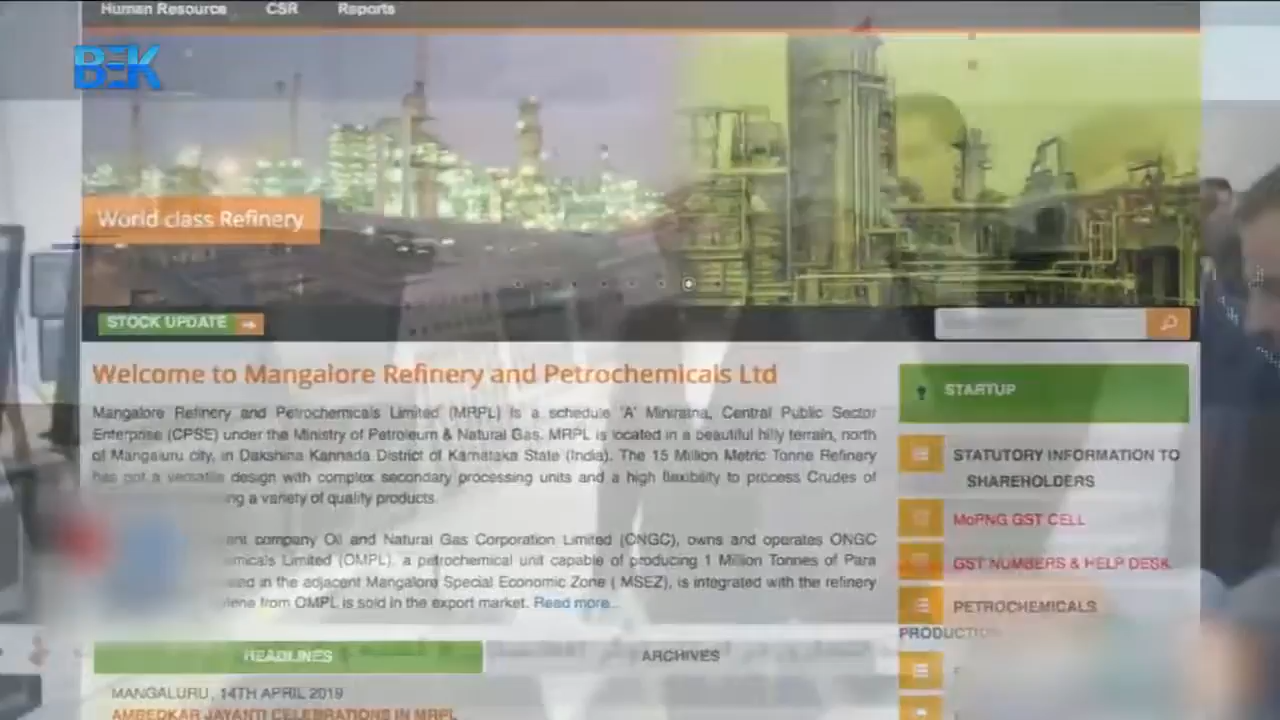 Human Resource CSR Reports
BEK
World class Refinery
STOCK UPDATE
Welcome to Mangalore Refinery and Petrochemicals Ltd
Mangalore Refinery and Petrochemicals Limited (MRPL) is a schedule 'A' Miniratna, Central Public Sector
Enterprise (CPSE) under the Ministry of Petroleum & Natural Gas. MRPL is located in a beautiful hilly terrain, north
of Mangaluru city, in Dakshina Kannada District of Karnataka State (India). The 15 Million Metric Tonne Refinery
has got a versatile design with complex secondary processing units and a high flexibility to process Crudes of
ng a variety of quality products.
ent company Oil and Natural Gas Corporation Limited (ONGC), owns and operates ONGC
micals Limited (OMPL), a petrochemical unit capable of producing 1 Million Tonnes of Para
in the adjacent Mangalore Special Economic Zone ( MSEZ), is integrated with the refinery
from OMPL is sold in the export market. Read more..
STARTUP
STATUTORY INFORMATION TO
SHAREHOLDERS
MoPNG GST CELL
GST NUMBERS & HELP DESK
PETROCHEMICALS
PRODUCTION
HEADLINES
ARCHIVES
MANGALURU, 14TH APRIL 2019
AMBEDKAR JAYANTI CELEBRATIONS IN MRPL